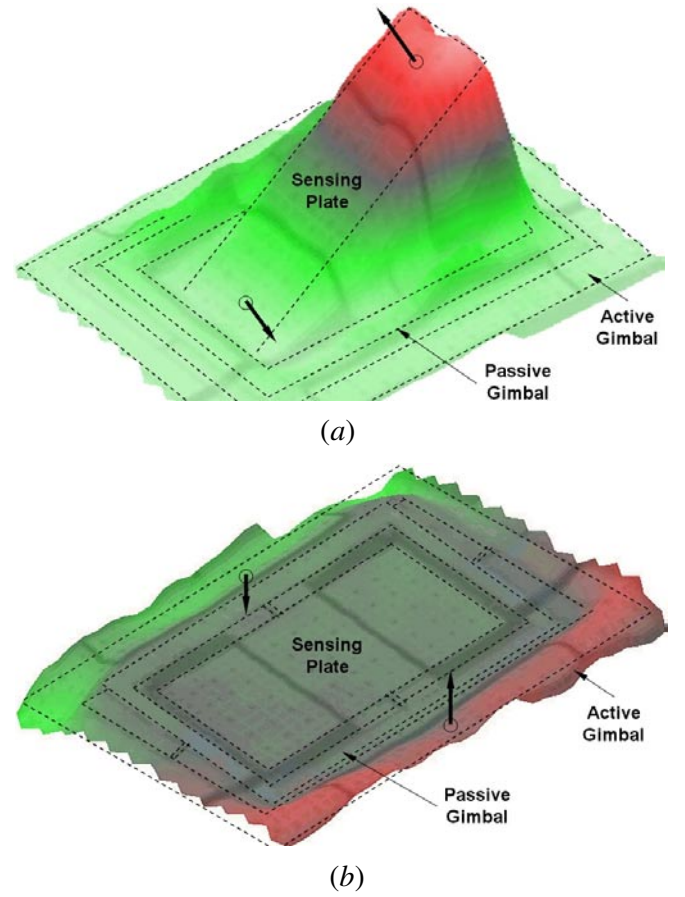 Sensing
Plate
Active
Gimbal
Passive
Gimbal
(a)
Sensing
Plate
Active
Gimbal
Passive
Gimbal
(b)